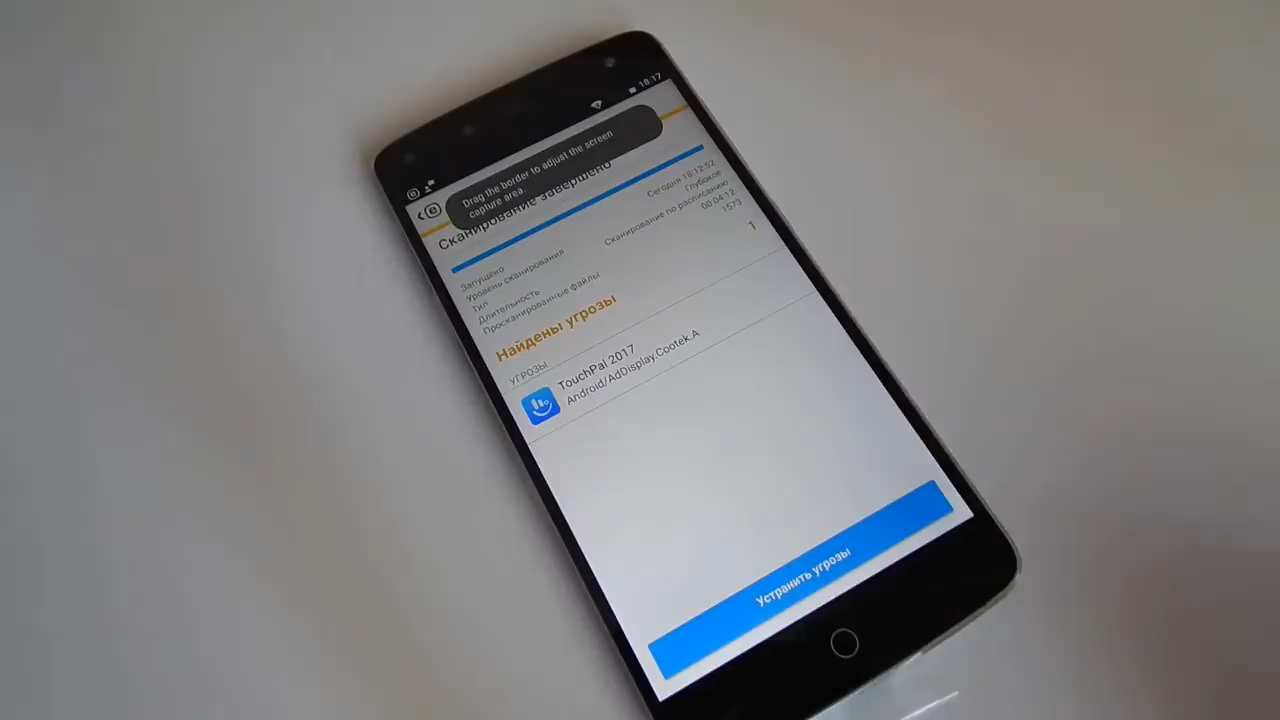 18:17
Drag the border to adjust the screen
capture area.
Сканирование завершено
Запущено Сегодня 18:12:52
Уровень сканирования Глубокое
Тип Сканирование по расписанию
Длительность 00:04:12
Просканированные файлы 1573
Найдены угрозы 1
УГРОЗЫ
TouchPal 2017
Android/AdDisplay.Cootek.A
Устранить угрозы